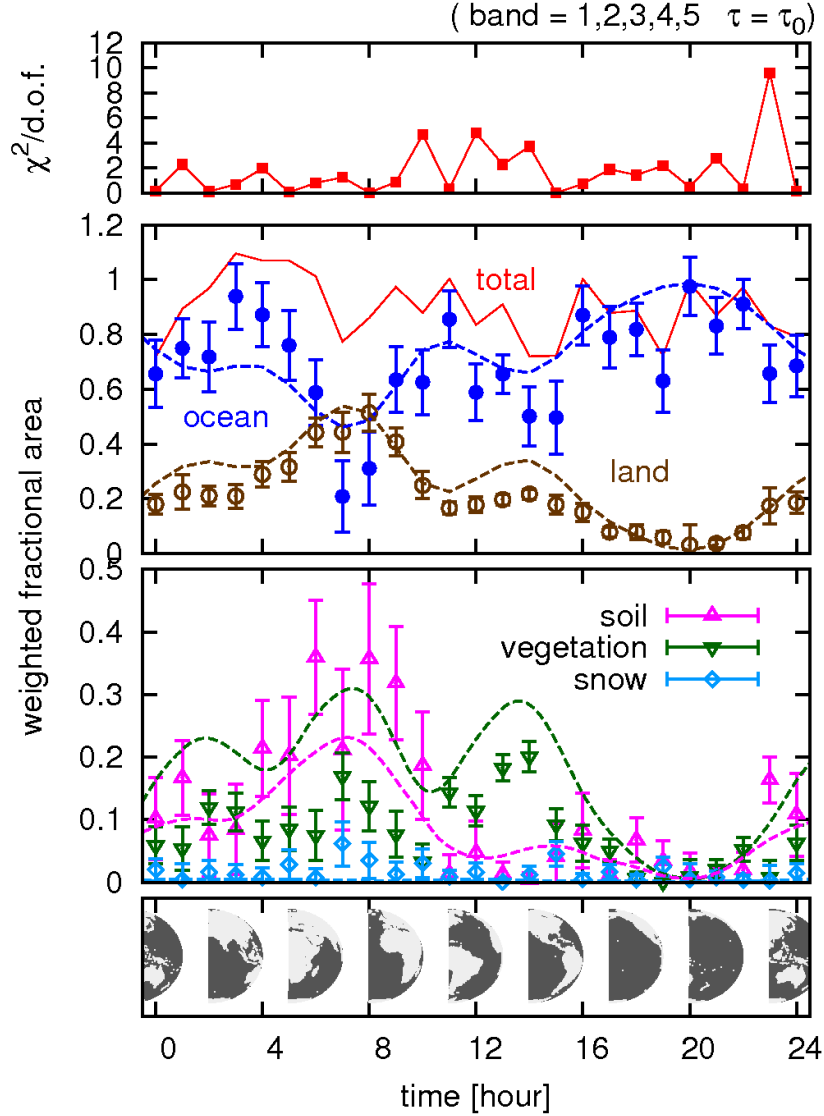 ( band = 1,2,3,4,5 τ = τ₀)
12
10
8
6
4
2
0
χ²/d.o.f.
1.2
1
0.8
0.6
0.4
0.2
0
total
ocean
land
weighted fractional area
0.5
0.4
0.3
0.2
0.1
0
soil
vegetation
snow
0 4 8 12 16 20 24
time [hour]